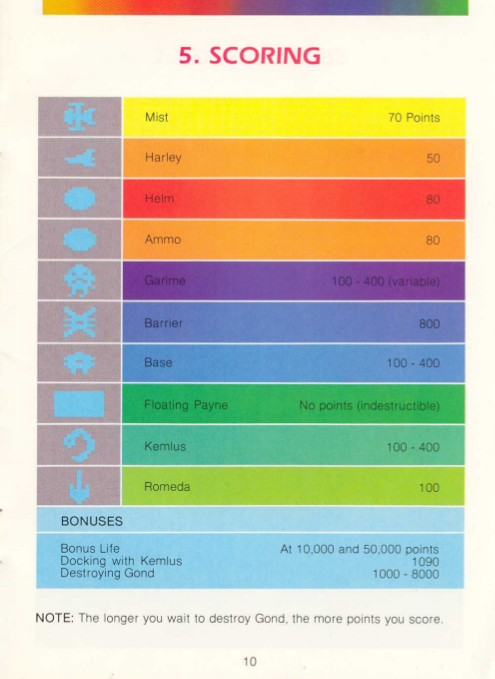 5. SCORING
Mist 70 Points
Harley 50
Helm 80
Ammo 80
Garime 100 - 400 (variable)
Barrier 800
Base 100 - 400
Floating Payne No points (indestructible)
Kemlus 100 - 400
Romeda 100
BONUSES
Bonus Life At 10,000 and 50,000 points
Docking with Kemlus 1090
Destroying Gond 1000 - 8000
NOTE: The longer you wait to destroy Gond, the more points you score.
10